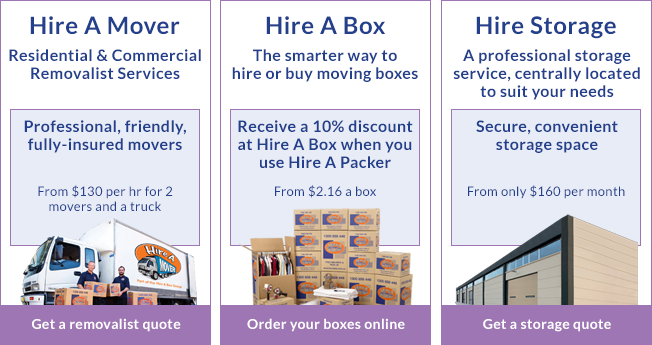 Hire A Mover
Residential & Commercial
Removalist Services
Professional, friendly,
fully-insured movers
From $130 per hr for 2
movers and a truck
Hire A
MOVER
Get a removalist quote
Hire A Box
The smarter way to
hire or buy moving boxes
Receive a 10% discount
at Hire A Box when you
use Hire A Packer
From $2.16 a box
Order your boxes online
Hire Storage
A professional storage
service, centrally located
to suit your needs
Secure, convenient
storage space
From only $160 per month
Get a storage quote